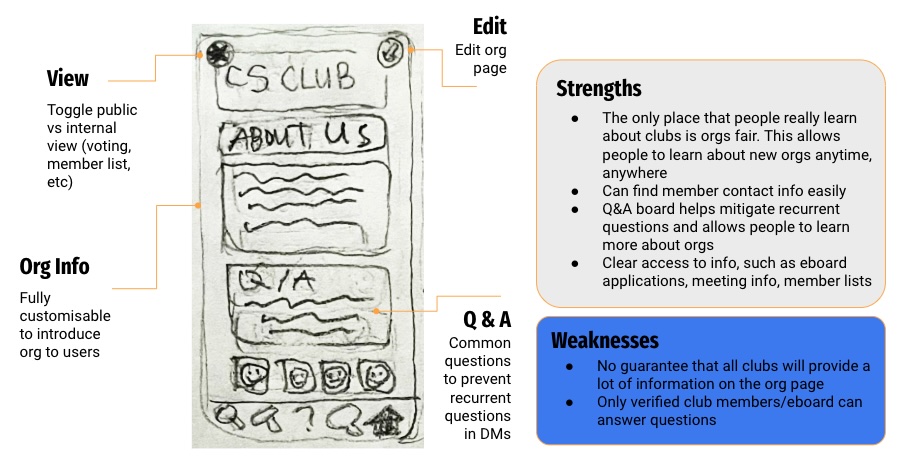 Edit
Edit org
page
View
Toggle public
vs internal
view (voting,
member list,
etc)
Org Info
Fully
customisable
to introduce
org to users
CS CLUB
ABOUT US
Q/A
?
Q & A
Common
questions
to prevent
recurrent
questions
in DMs
Strengths
● The only place that people really learn
about clubs is orgs fair. This allows
people to learn about new orgs anytime,
anywhere
● Can find member contact info easily
● Q&A board helps mitigate recurrent
questions and allows people to learn
more about orgs
● Clear access to info, such as eboard
applications, meeting info, member lists
Weaknesses
● No guarantee that all clubs will provide a
lot of information on the org page
● Only verified club members/eboard can
answer questions